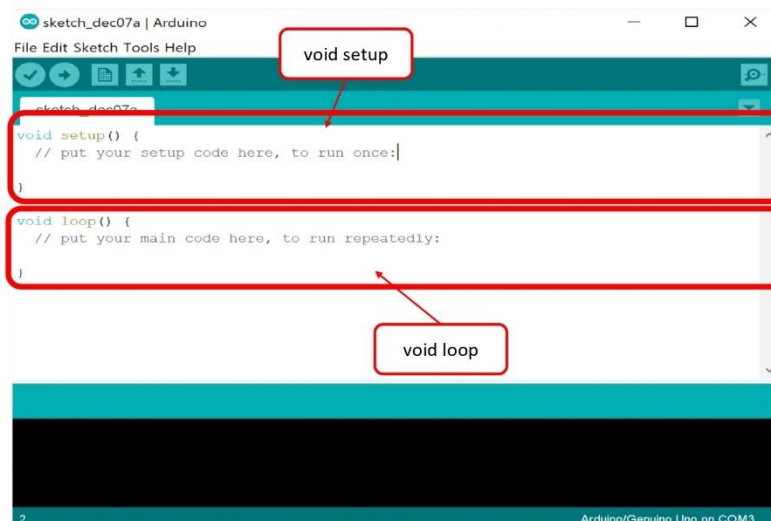 sketch_dec07a | Arduino
File Edit Sketch Tools Help
void setup
sketch_dec07a
void setup() {
// put your setup code here, to run once:
}
void loop() {
// put your main code here, to run repeatedly:
}
void loop
2
Arduino/Genuino Uno on COM3